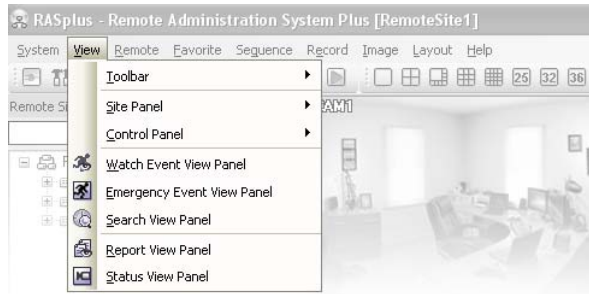 RASplus - Remote Administration System Plus [RemoteSite1]
System View Remote Favorite Sequence Record Image Layout Help
25 32 36
Toolbar
Remote Si
Site Panel
Control Panel
Watch Event View Panel
Emergency Event View Panel
Search View Panel
Report View Panel
Status View Panel